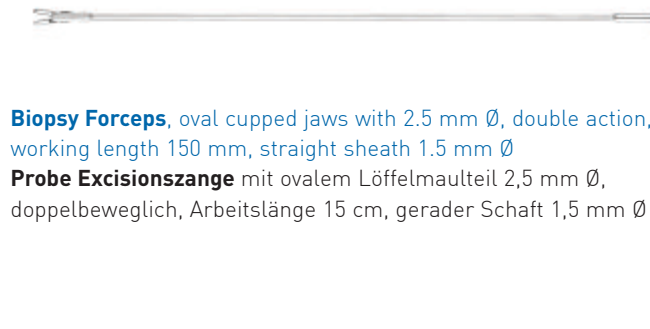 Biopsy Forceps, oval cupped jaws with 2.5 mm Ø, double action,
working length 150 mm, straight sheath 1.5 mm Ø
Probe Excisionszange mit ovalem Löffelmaulteil 2,5 mm Ø,
doppelbeweglich, Arbeitslänge 15 cm, gerader Schaft 1,5 mm Ø